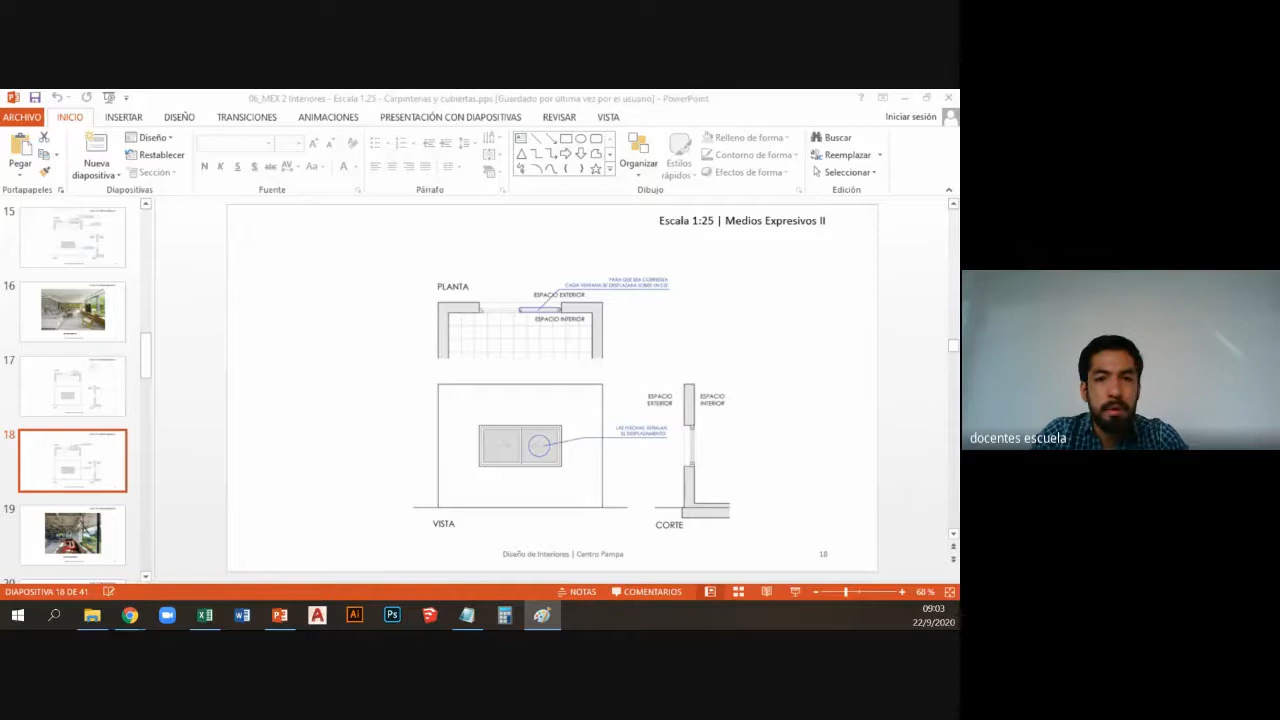 06_MEX 2 Interiores - Escala 1.25 - Carpinterias y cubiertas.pps [Guardado por última vez por el usuario] - PowerPoint
ARCHIVO INICIO INSERTAR DISEÑO TRANSICIONES ANIMACIONES PRESENTACIÓN CON DIAPOSITIVAS REVISAR VISTA Iniciar sesión
Pegar
Nueva
diapositiva
Diseño
Restablecer
Sección
N K S abc AV Aa A
Organizar
Estilos
rápidos
Relleno de forma
Contorno de forma
Efectos de forma
Buscar
Reemplazar
Seleccionar
Portapapeles Diapositivas Fuente Párrafo Dibujo Edición
15
16
17
18
19
Escala 1:25 | Medios Expresivos II
PLANTA
PARA QUE SEA CORREDIZA
CADA VENTANA SE DESPLAZARA SOBRE UN EJE
ESPACIO EXTERIOR
ESPACIO INTERIOR
ESPACIO
EXTERIOR
ESPACIO
INTERIOR
LAS FLECHAS SEÑALAN
EL DESPLAZAMIENTO
VISTA
CORTE
Diseño de Interiores | Centro Pampa
18
docentes escuela
DIAPOSITIVA 18 DE 41 NOTAS COMENTARIOS 68 %
Ai Ps
09:03
22/9/2020